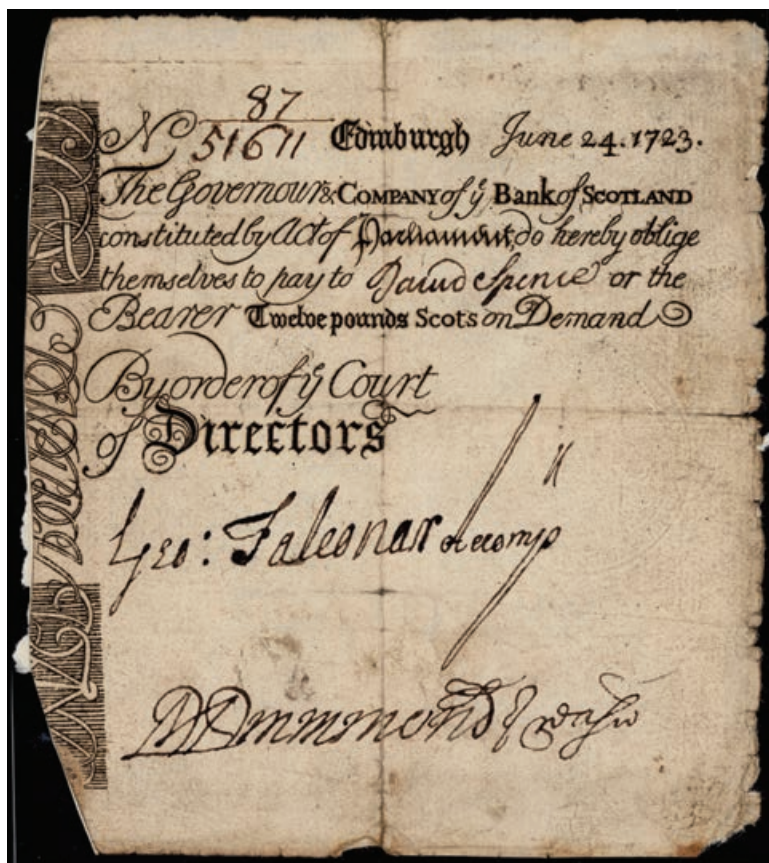 87
No 51611 Edinburgh June 24. 1723.
The Governour & COMPANY of yͤ Bank of SCOTLAND
constituted by Act of Parliament, do hereby oblige
themselves to pay to David Spence or the
Bearer Twelve pounds Scots on Demand
By order of yͤ Court
of Directors
Geo: Falconar Accomp
Drummond